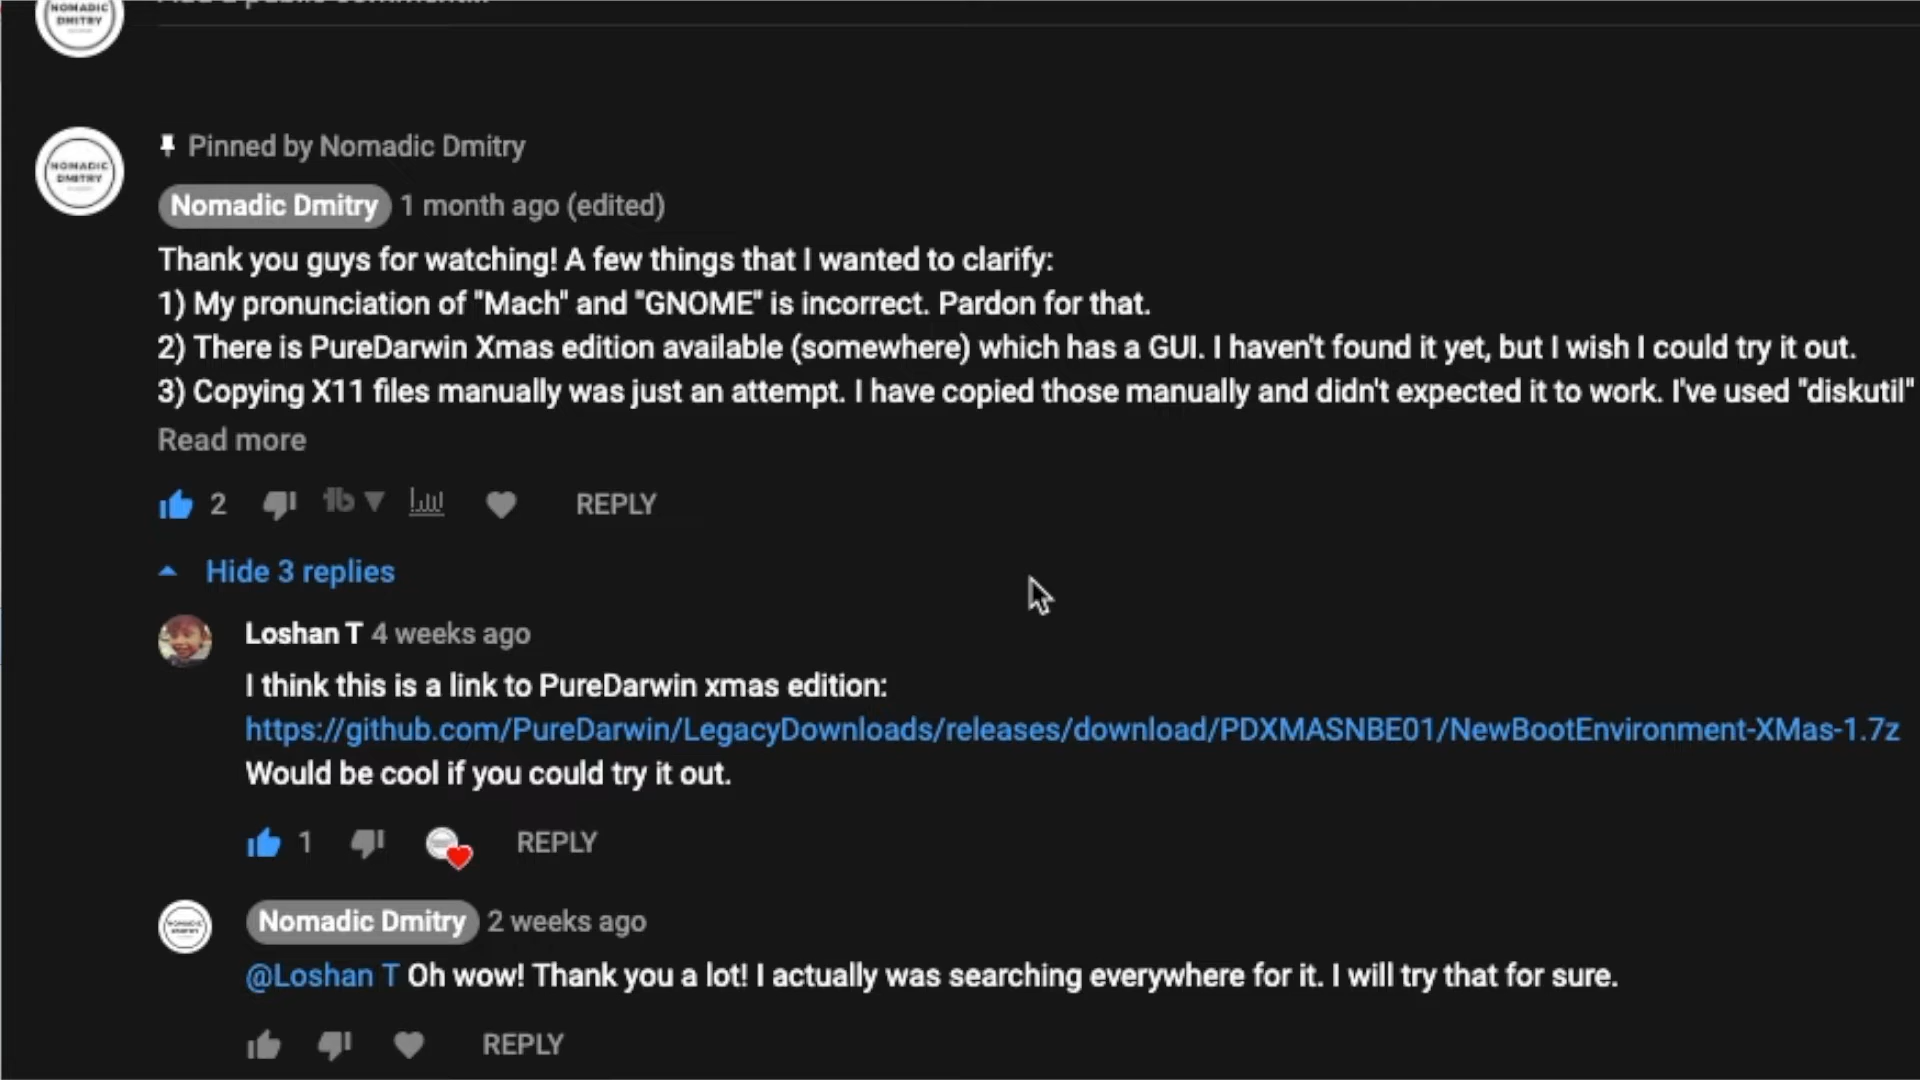 NOMADIC
DMITRY
Pinned by Nomadic Dmitry
NOMADIC
DMITRY
Nomadic Dmitry 1 month ago (edited)
Thank you guys for watching! A few things that I wanted to clarify:
1) My pronunciation of "Mach" and "GNOME" is incorrect. Pardon for that.
2) There is PureDarwin Xmas edition available (somewhere) which has a GUI. I haven't found it yet, but I wish I could try it out.
3) Copying X11 files manually was just an attempt. I have copied those manually and didn't expected it to work. I've used "diskutil"
Read more
2 REPLY
Hide 3 replies
Loshan T 4 weeks ago
I think this is a link to PureDarwin xmas edition:
https://github.com/PureDarwin/LegacyDownloads/releases/download/PDXMASNBE01/NewBootEnvironment-XMas-1.7z
Would be cool if you could try it out.
1 REPLY
Nomadic Dmitry 2 weeks ago
@Loshan T Oh wow! Thank you a lot! I actually was searching everywhere for it. I will try that for sure.
REPLY